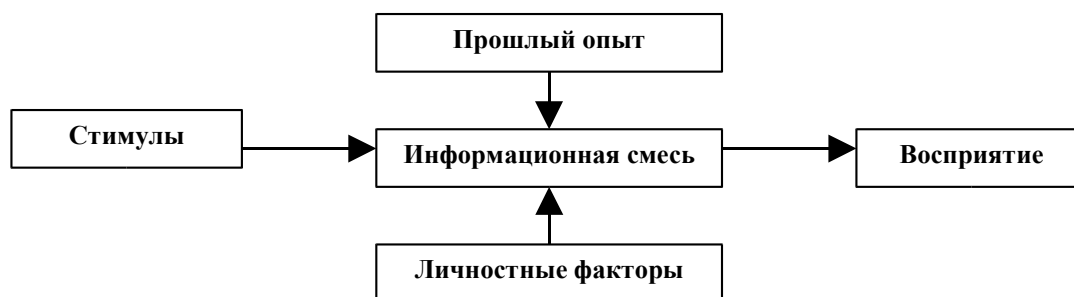 Прошлый опыт
Стимулы
Информационная смесь
Восприятие
Личностные факторы